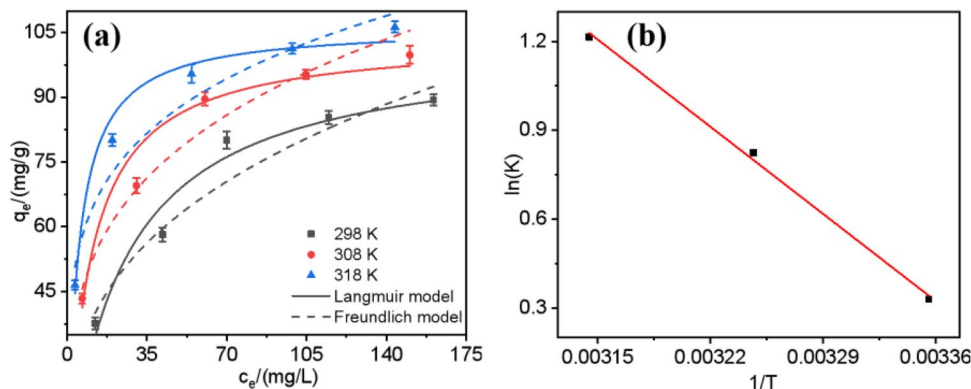 (a)
105
90
75
60
45
0
35
70
105
140
175
qₑ/(mg/g)
cₑ/(mg/L)
298 K
308 K
318 K
Langmuir model
Freundlich model
(b)
1.2
0.9
0.6
0.3
0.00315
0.00322
0.00329
0.00336
ln(K)
1/T